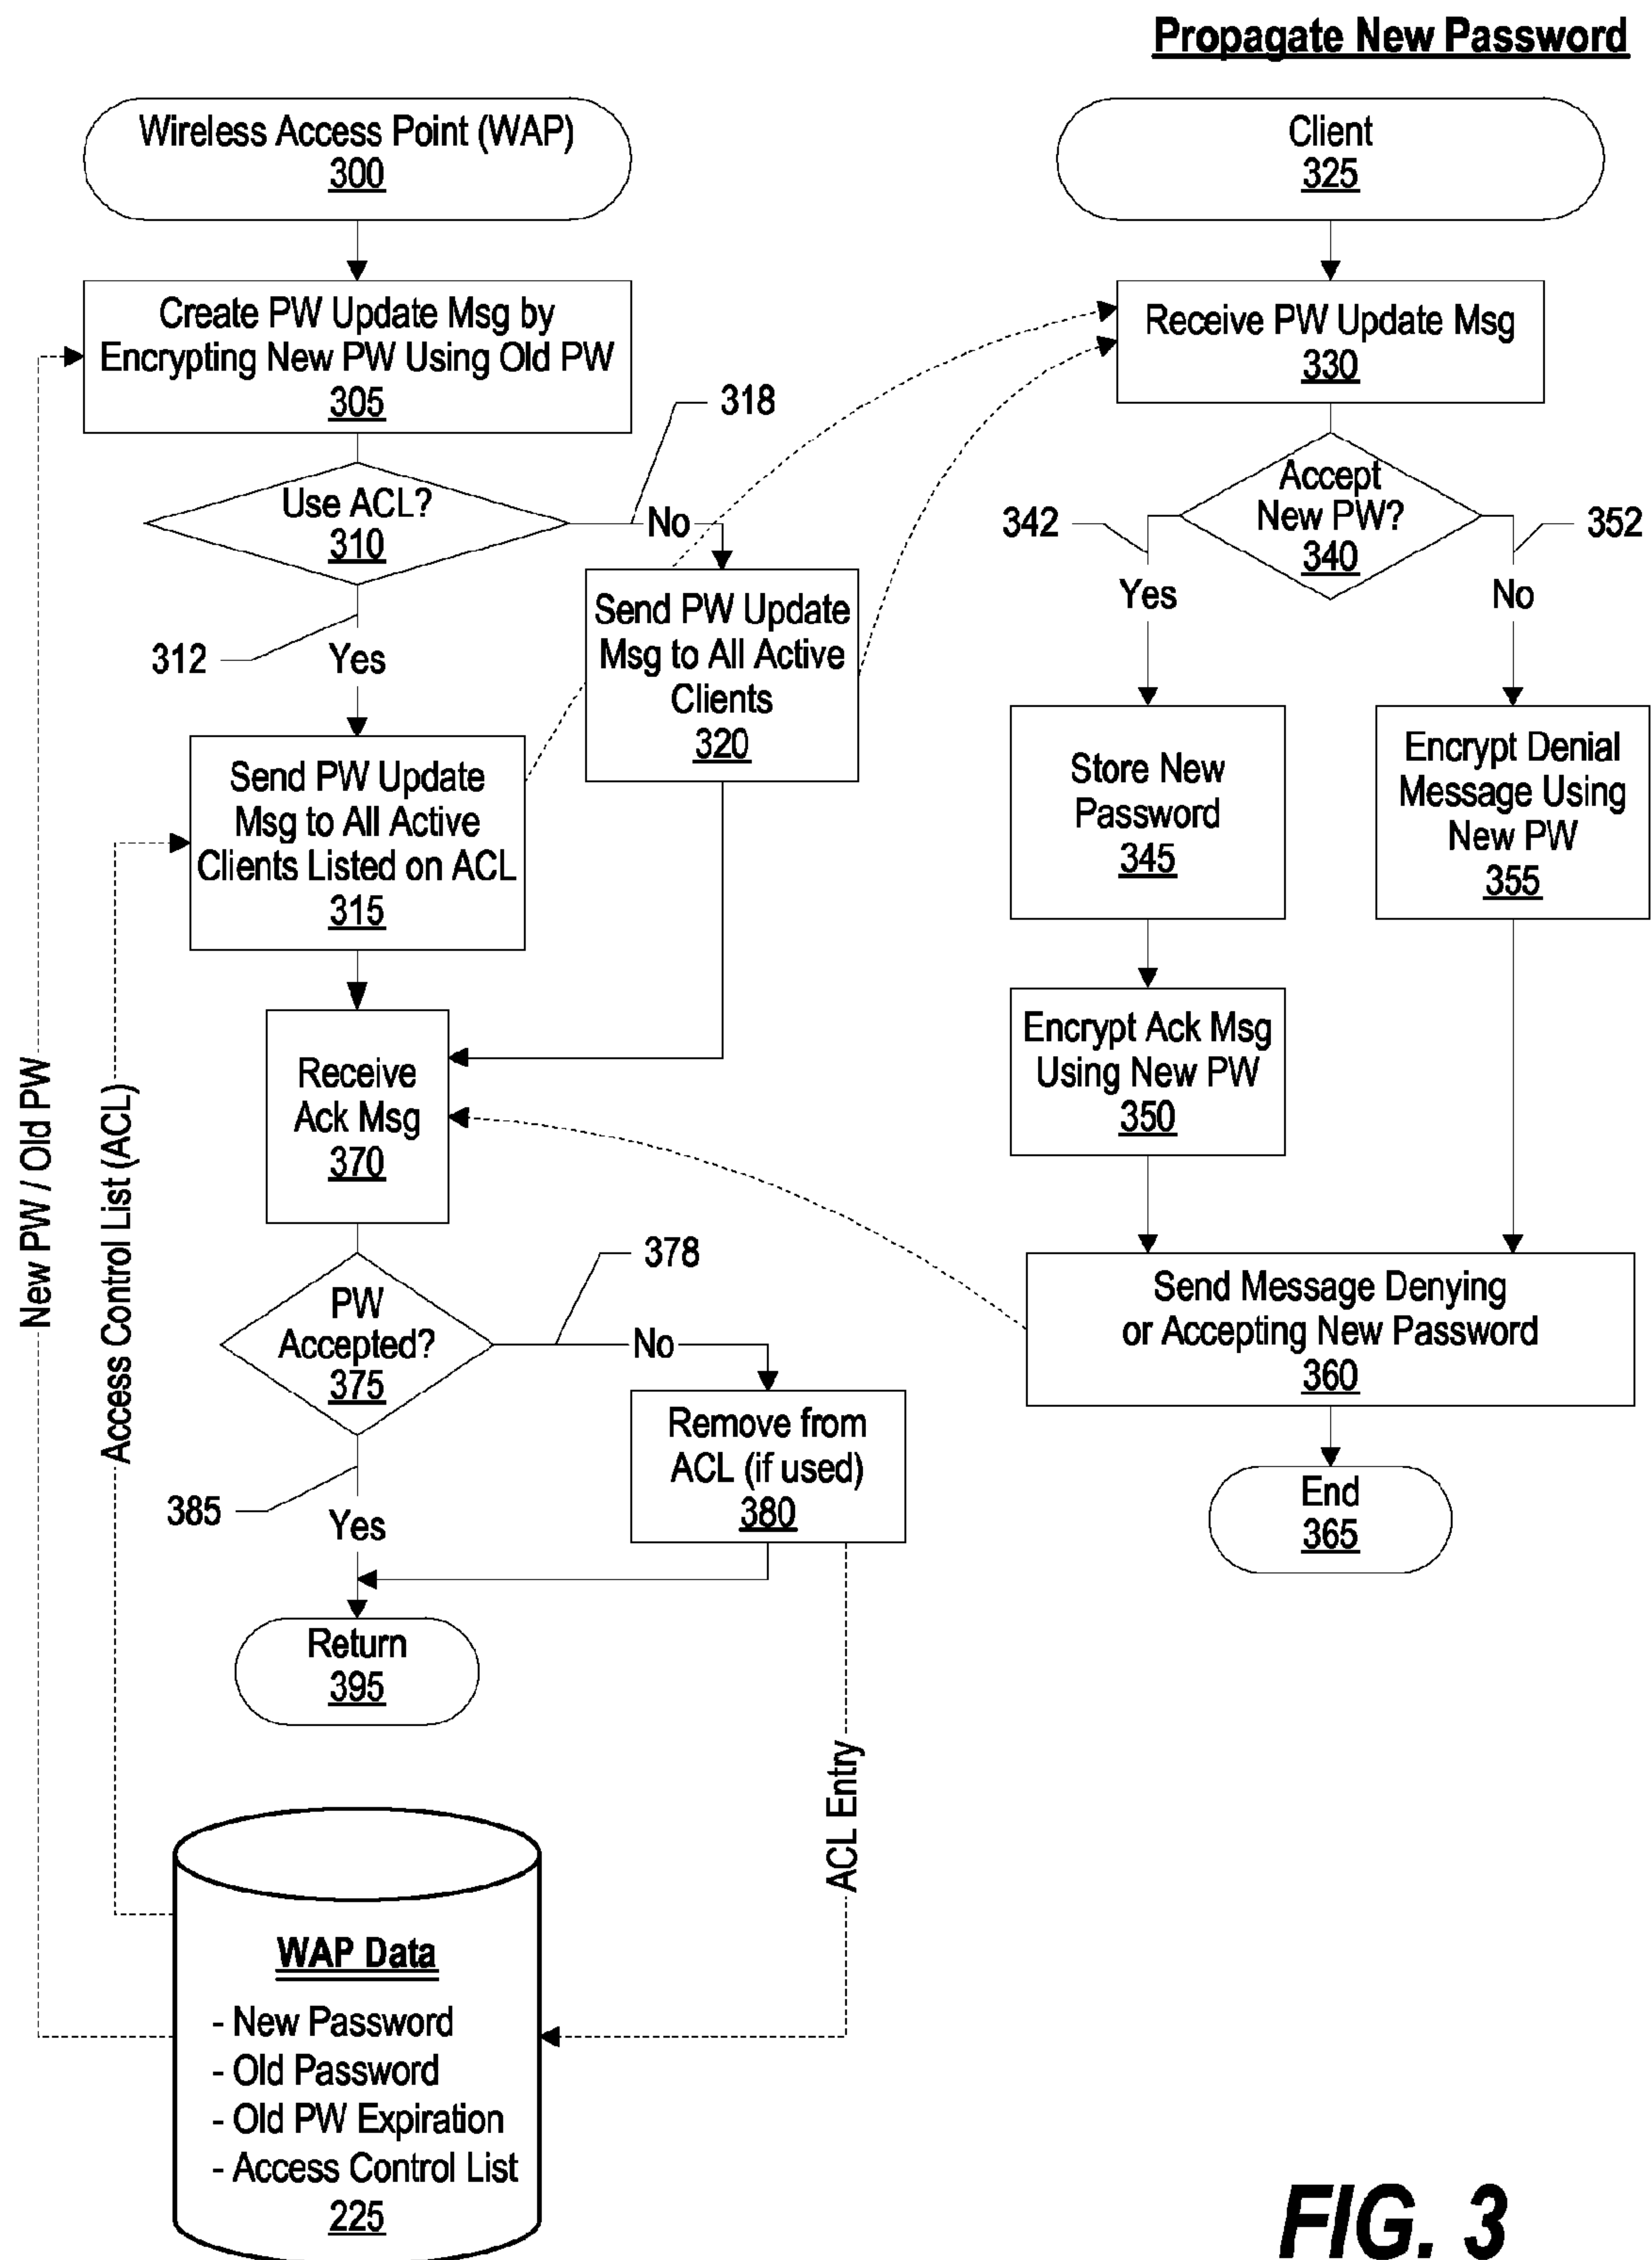 Propagate New Password
Wireless Access Point (WAP)
300
Create PW Update Msg by
Encrypting New PW Using Old PW
305
318
Use ACL?
310
No
312
Yes
Send PW Update
Msg to All Active
Clients
320
Send PW Update
Msg to All Active
Clients Listed on ACL
315
Receive
Ack Msg
370
378
PW
Accepted?
375
No
Remove from
ACL (if used)
380
385
Yes
Return
395
New PW / Old PW
Access Control List (ACL)
ACL Entry
WAP Data
- New Password
- Old Password
- Old PW Expiration
- Access Control List
225
Client
325
Receive PW Update Msg
330
Accept
New PW?
340
342
352
Yes
No
Store New
Password
345
Encrypt Denial
Message Using
New PW
355
Encrypt Ack Msg
Using New PW
350
Send Message Denying
or Accepting New Password
360
End
365
FIG. 3